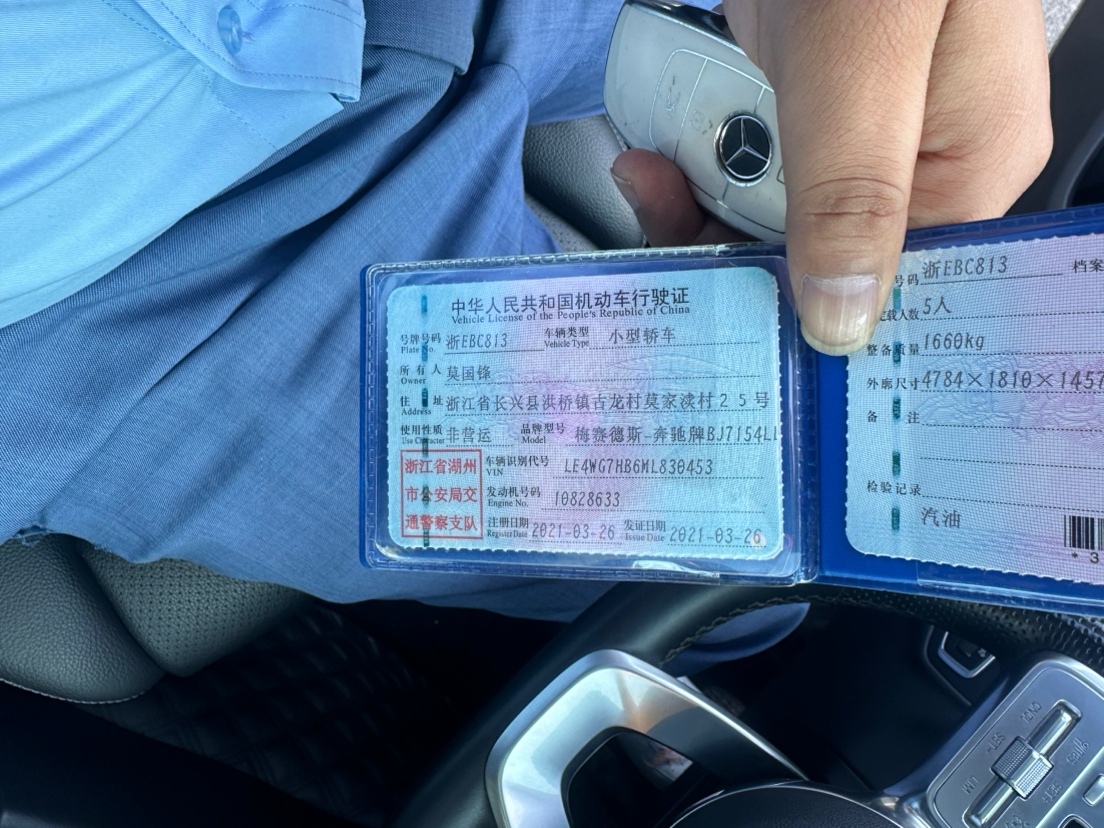 中华人民共和国机动车行驶证
Vehicle License of the People's Republic of China
号牌号码 浙EBC813 车辆类型 小型轿车
Plate No. Vehicle Type
所有人 莫国锋
Owner
住址 浙江省长兴县洪桥镇古龙村莫家渎村25号
Address
使用性质 非营运 品牌型号 梅赛德斯-奔驰牌BJ7154L
Use Character Model
浙江省湖州
市公安局交
通警察支队
车辆识别代号 LE4WG7HB6ML830453
VIN
发动机号码 10828633
Engine No.
注册日期 2021-03-26 发证日期 2021-03-26
Register Date Issue Date
号码 浙EBC813 档案
载人数 5人
整备质量 1660kg
外廓尺寸 4784×1810×1457
备注
检验记录
汽油
*3